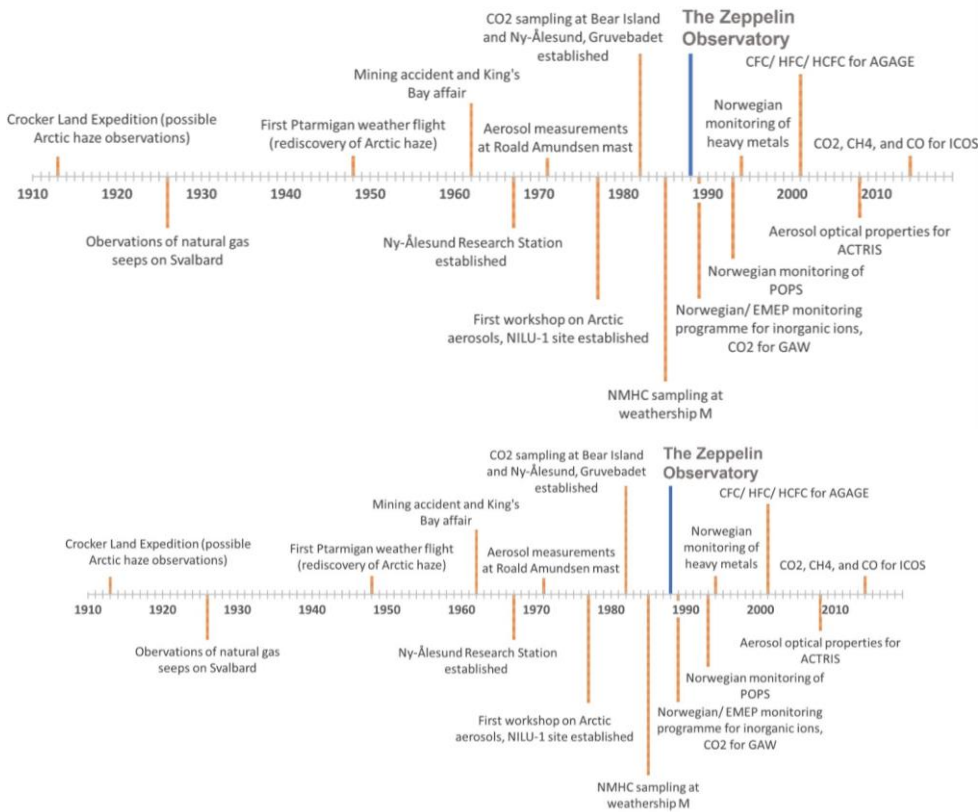 CO2 sampling at Bear Island
and Ny-Ålesund, Gruvebadet
established
The Zeppelin
Observatory
CFC/ HFC/ HCFC for AGAGE
Mining accident and King's
Bay affair
Crocker Land Expedition (possible
Arctic haze observations)
First Ptarmigan weather flight
(rediscovery of Arctic haze)
Aerosol measurements
at Roald Amundsen mast
Norwegian
monitoring of
heavy metals
CO2, CH4, and CO for ICOS
1910 1920 1930 1940 1950 1960 1970 1980 1990 2000 2010
Obervations of natural gas
seeps on Svalbard
Ny-Ålesund Research Station
established
Aerosol optical properties for
ACTRIS
Norwegian monitoring of
POPS
First workshop on Arctic
aerosols, NILU-1 site established
Norwegian/ EMEP monitoring
programme for inorganic ions,
CO2 for GAW
NMHC sampling at
weathership M
CO2 sampling at Bear Island
and Ny-Ålesund, Gruvebadet
established
The Zeppelin
Observatory
CFC/ HFC/ HCFC for AGAGE
Mining accident and King's
Bay affair
Crocker Land Expedition (possible
Arctic haze observations)
First Ptarmigan weather flight
(rediscovery of Arctic haze)
Aerosol measurements
at Roald Amundsen mast
Norwegian
monitoring of
heavy metals
CO2, CH4, and CO for ICOS
1910 1920 1930 1940 1950 1960 1970 1980 1990 2000 2010
Obervations of natural gas
seeps on Svalbard
Ny-Ålesund Research Station
established
Aerosol optical properties for
ACTRIS
Norwegian monitoring of
POPS
First workshop on Arctic
aerosols, NILU-1 site established
Norwegian/ EMEP monitoring
programme for inorganic ions,
CO2 for GAW
NMHC sampling at
weathership M